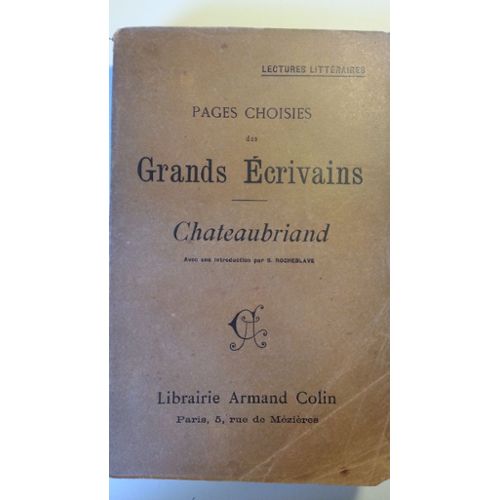 LECTURES LITTÉRAIRES
PAGES CHOISIES
des
Grands Écrivains
Chateaubriand
Avec une introduction par S. ROCHEBLAVE
CA
Librairie Armand Colin
Paris, 5, rue de Mézières